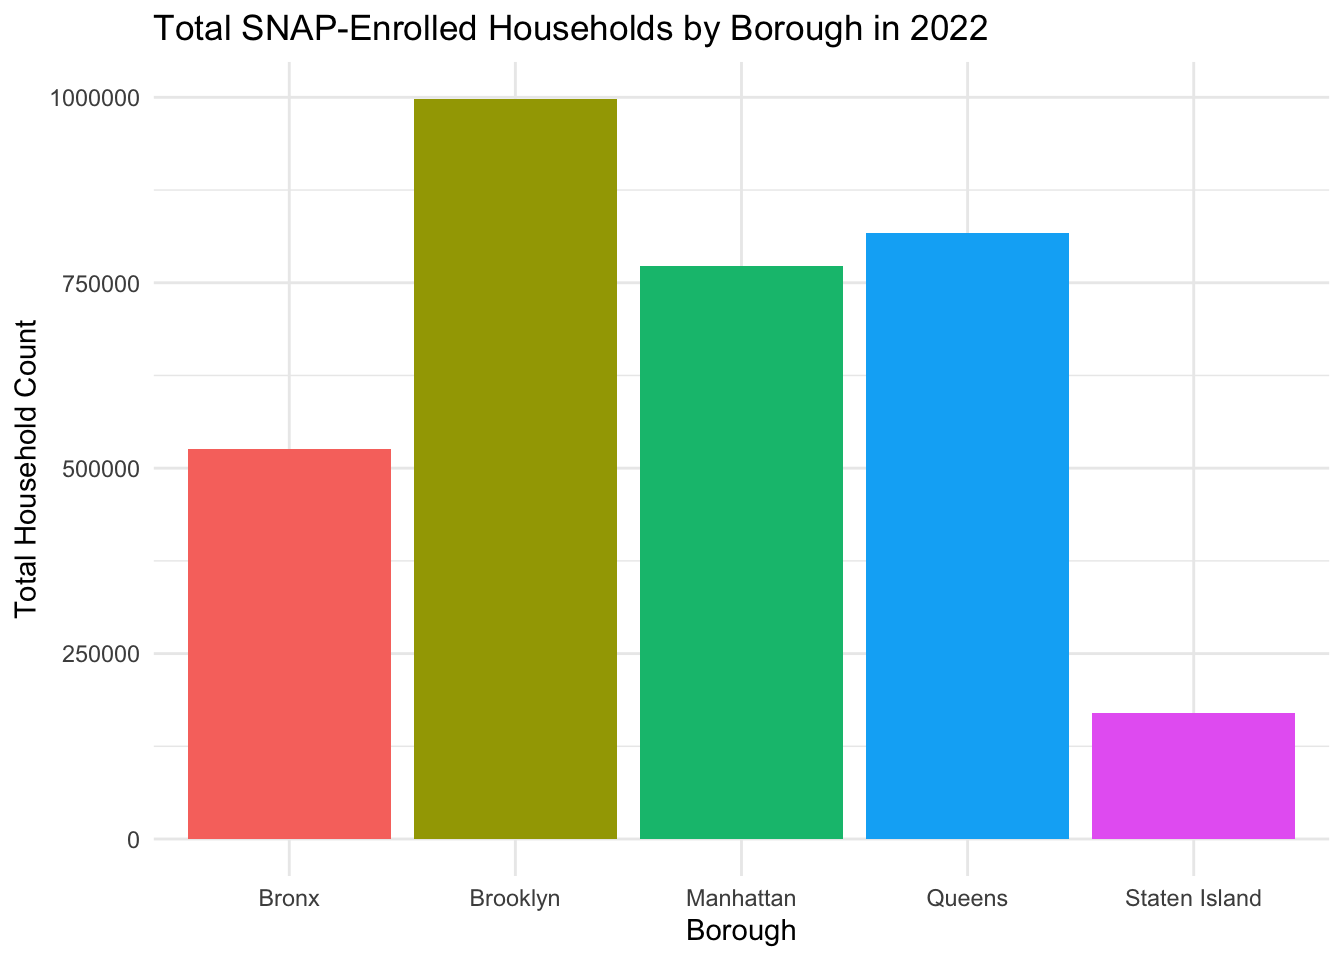 Total SNAP-Enrolled Households by Borough in 2022
Total Household Count
1000000
750000
500000
250000
0
Bronx Brooklyn Manhattan Queens Staten Island
Borough